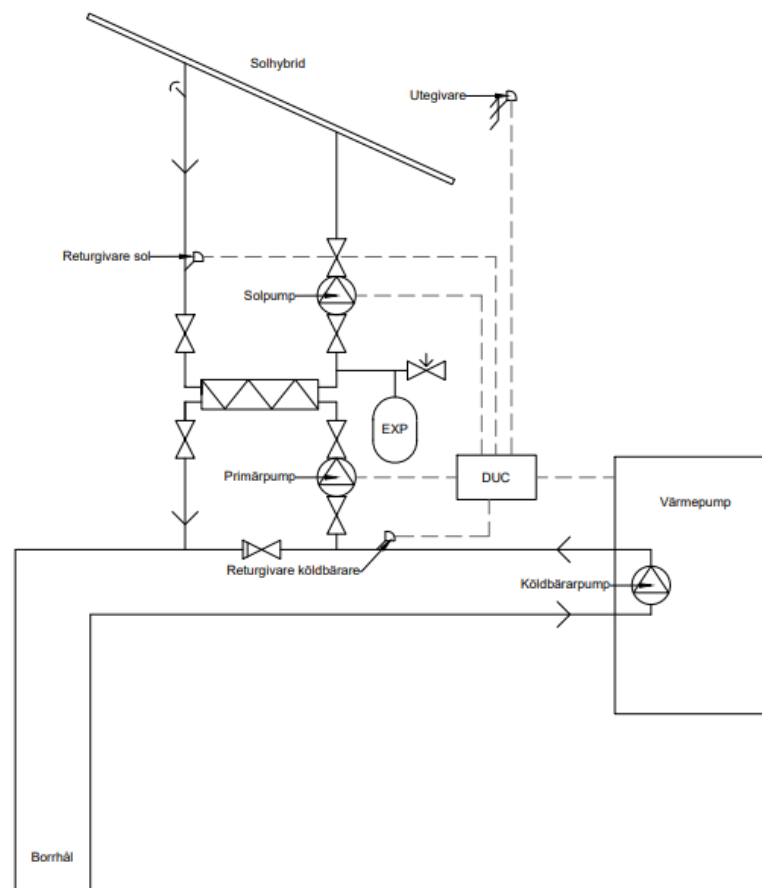 Solhybrid
Utegivare
Returgivare sol
Solpump
EXP
Primärpump
DUC
Värmepump
Returgivare köldbärare
Köldbärarpump
Borrhål